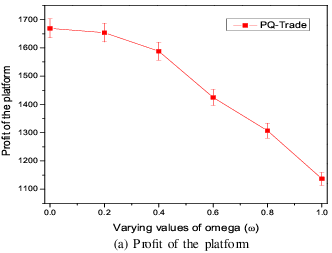 PQ-Trade
Profit of the platform
1700
1600
1500
1400
1300
1200
1100
0.0 0.2 0.4 0.6 0.8 1.0
Varying values of omega (ω)
(a) Profit of the platform